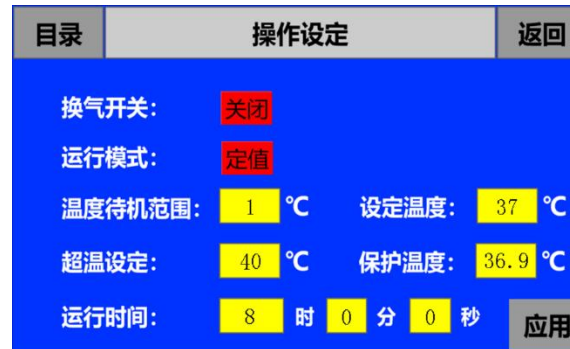 目录 操作设定 返回
换气开关： 关闭
运行模式： 定值
温度待机范围： 1 ℃ 设定温度： 37 ℃
超温设定： 40 ℃ 保护温度： 36.9 ℃
运行时间： 8 时 0 分 0 秒 应用